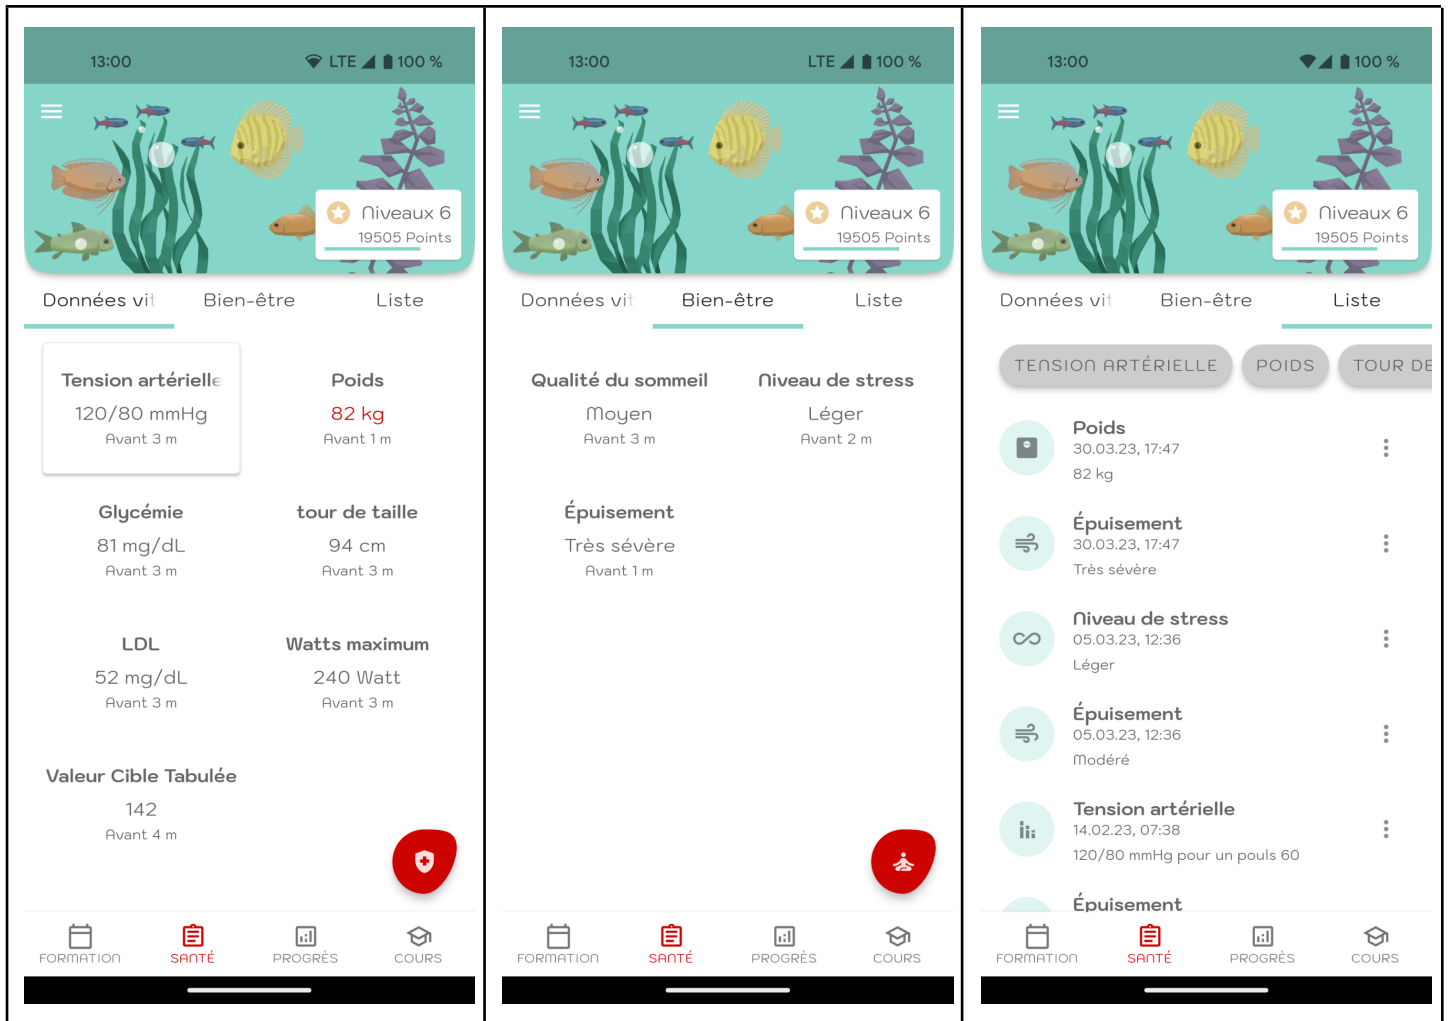 13:00
LTE 100 %
Niveaux 6
19505 Points
Données vit
Bien-être
Liste
Tension artérielle
120/80 mmHg
Avant 3 m
Poids
82 kg
Avant 1 m
Glycémie
81 mg/dL
Avant 3 m
tour de taille
94 cm
Avant 3 m
LDL
52 mg/dL
Avant 3 m
Watts maximum
240 Watt
Avant 3 m
Valeur Cible Tabulée
142
Avant 4 m
FORMATION
SANTÉ
PROGRÈS
COURS
13:00
LTE 100 %
Niveaux 6
19505 Points
Données vit
Bien-être
Liste
Qualité du sommeil
Moyen
Avant 3 m
Niveau de stress
Léger
Avant 2 m
Épuisement
Très sévère
Avant 1 m
FORMATION
SANTÉ
PROGRÈS
COURS
13:00
100 %
Niveaux 6
19505 Points
Données vit
Bien-être
Liste
TENSION ARTÉRIELLE
POIDS
TOUR DE
Poids
30.03.23, 17:47
82 kg
Épuisement
30.03.23, 17:47
Très sévère
Niveau de stress
05.03.23, 12:36
Léger
Épuisement
05.03.23, 12:36
Modéré
Tension artérielle
14.02.23, 07:38
120/80 mmHg pour un pouls 60
Épuisement
FORMATION
SANTÉ
PROGRÈS
COURS